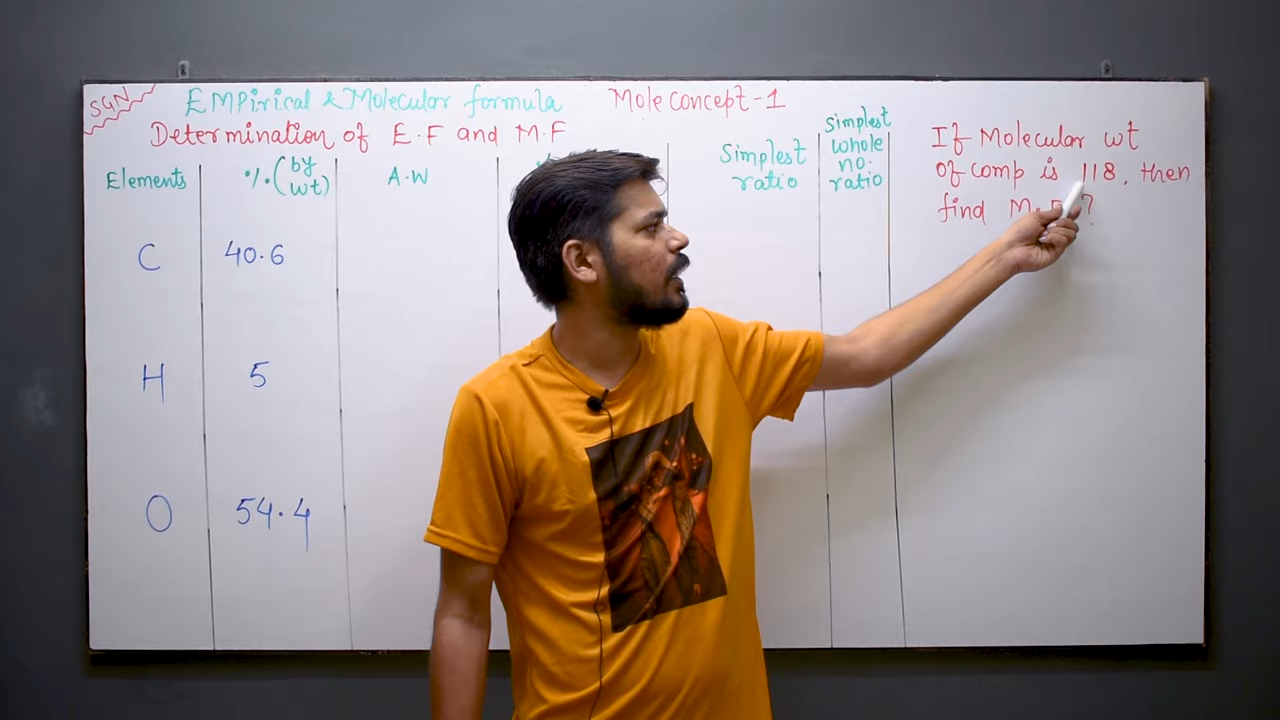 SGN
EMPirical & Molecular formula
Mole concept-1
Determination of E.F and M.F
Elements
%.(by wt)
A.W
Simplest
ratio
Simplest
whole
no.
ratio
If Molecular wt
of comp is 118, then
find M. ?
C 40.6
H 5
O 54.4